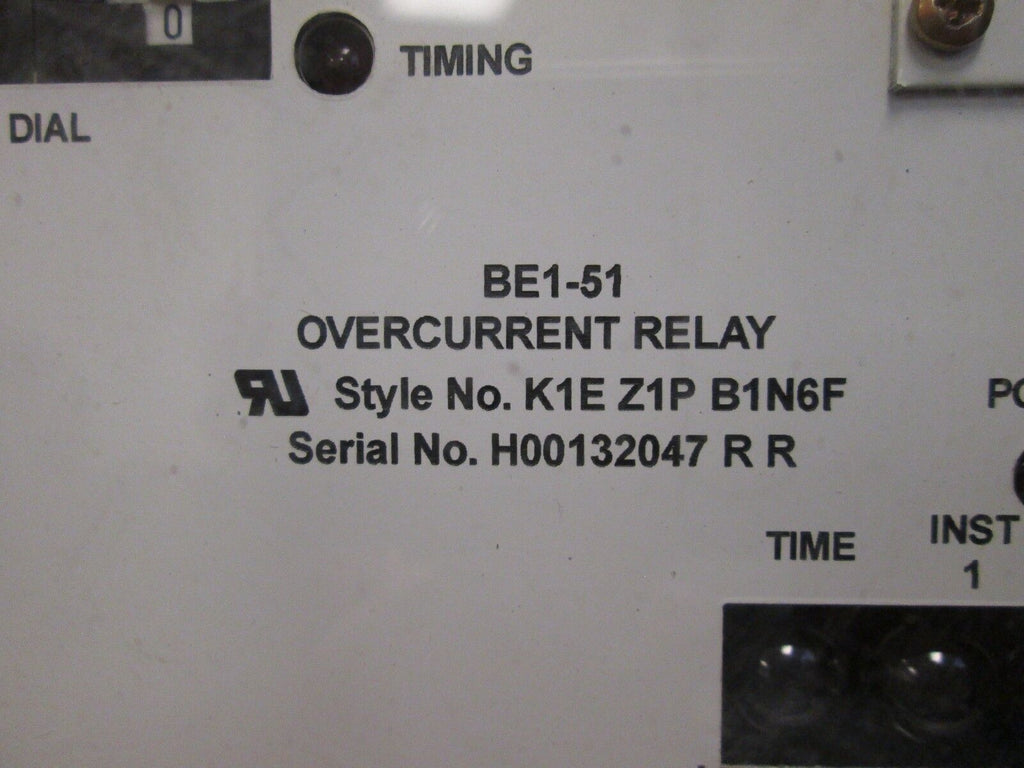 0
TIMING
DIAL
BE1-51
OVERCURRENT RELAY
Style No. K1E Z1P B1N6F
Serial No. H00132047 R R
TIME
INST
1